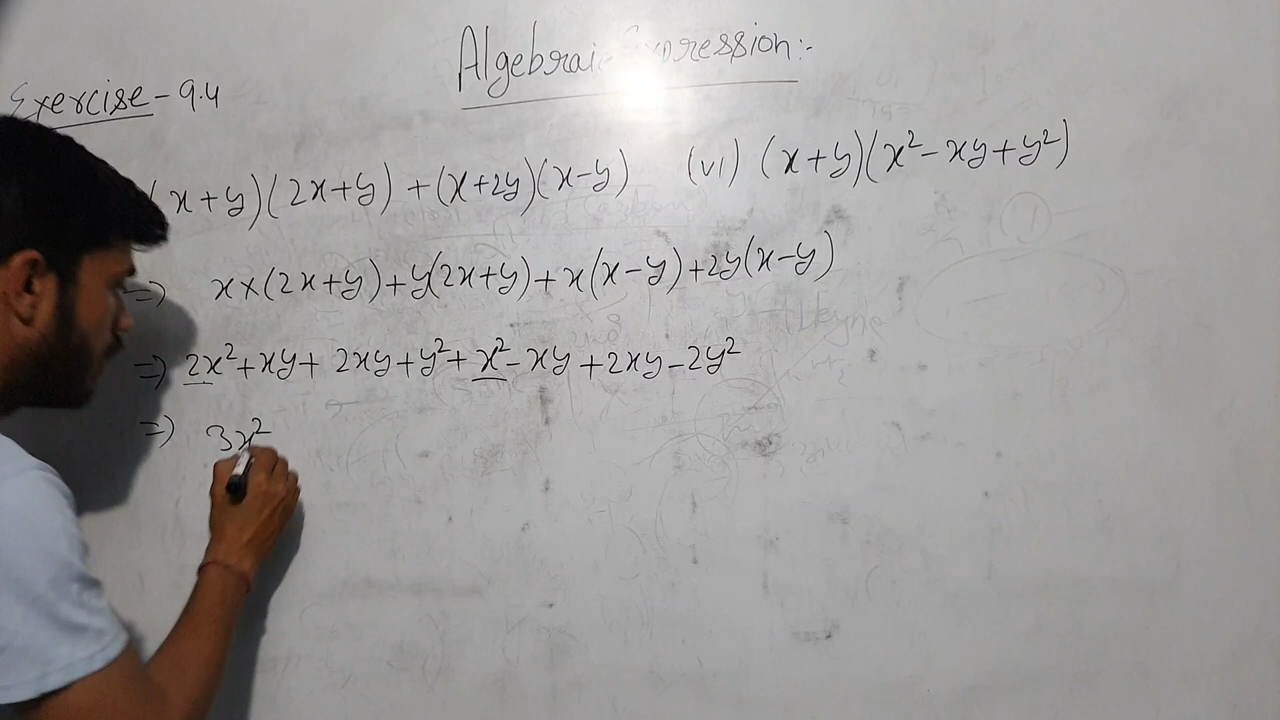 Algebraic Expression:-
Exercise - 9.4
(x+y)(2x+y) + (x+2y)(x-y)
(vi) (x+y)(x²-xy+y²)
=) x×(2x+y)+y(2x+y)+x(x-y)+2y(x-y)
=) 2x²+xy+ 2xy+y²+x²-xy+2xy-2y²
=) 3x²